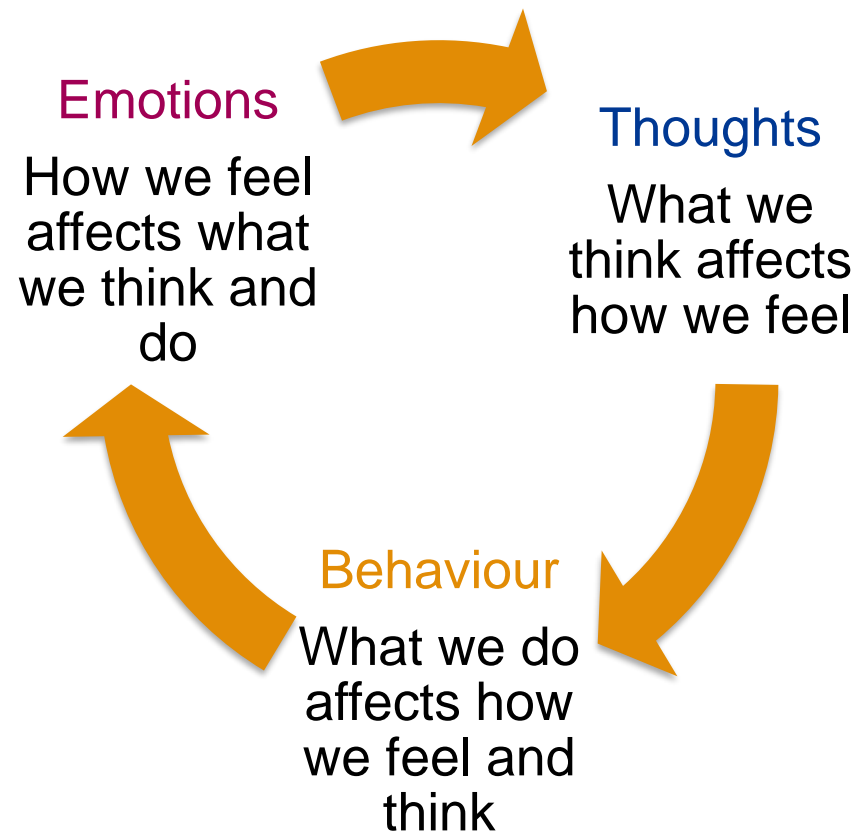 Emotions
How we feel
affects what
we think and
do
Thoughts
What we
think affects
how we feel
Behaviour
What we do
affects how
we feel and
think